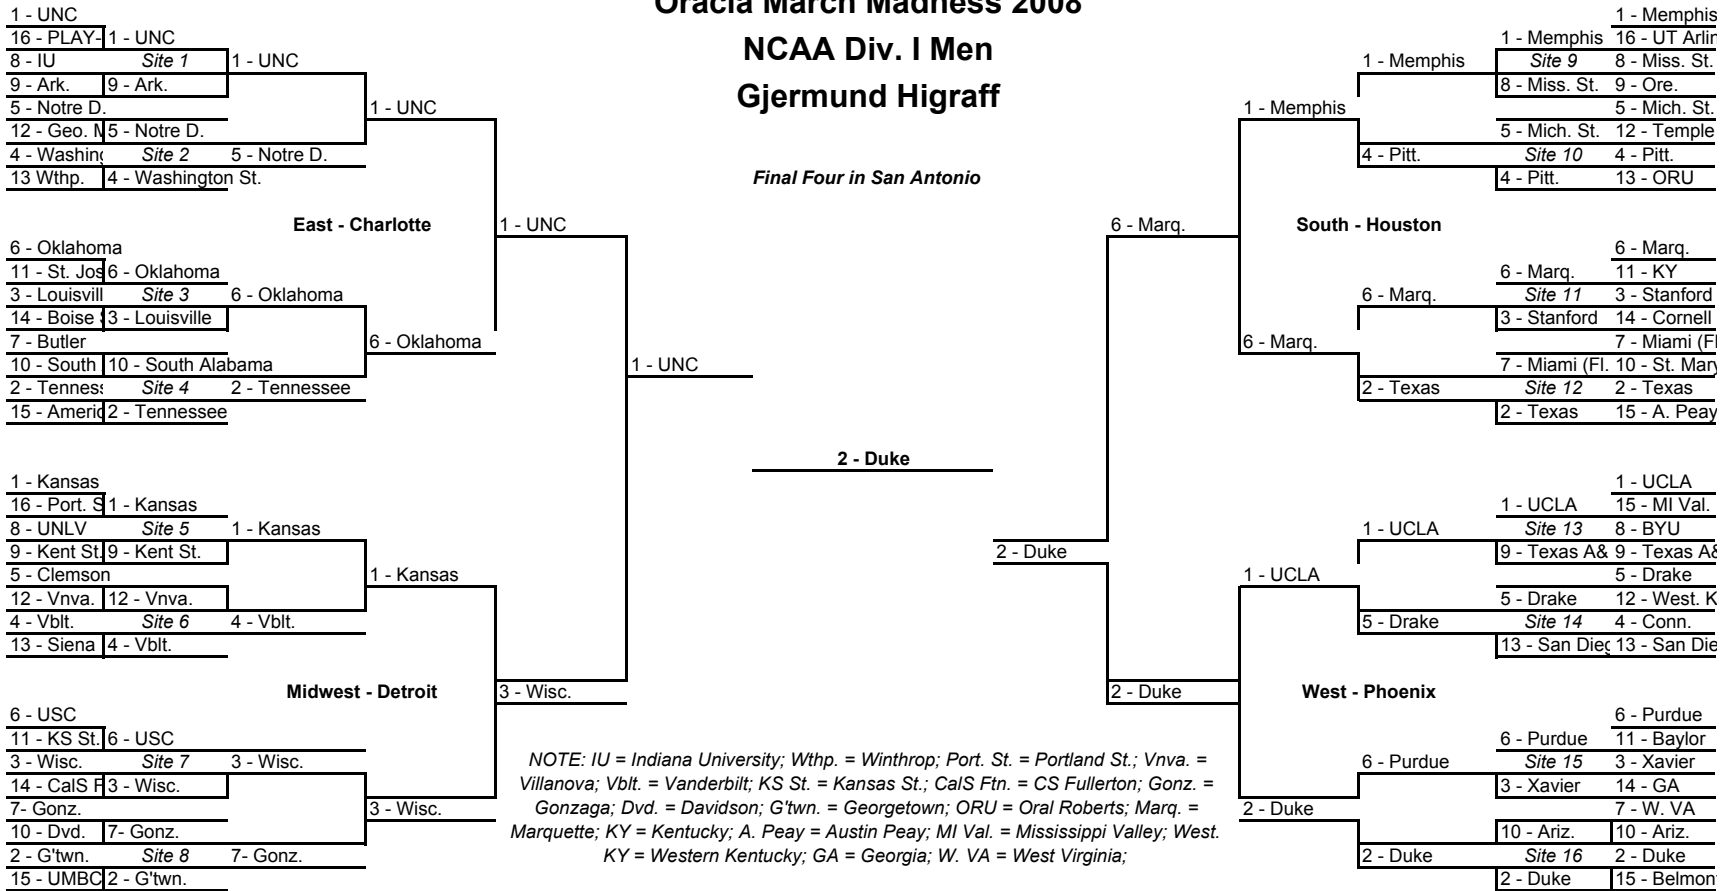 Oracia March Madness 2008
NCAA Div. I Men
Gjermund Higraff
Final Four in San Antonio
1 - UNC
16 - PLAY- 1 - UNC
8 - IU Site 1 1 - UNC
9 - Ark. 9 - Ark.
5 - Notre D. 1 - UNC
12 - Geo. 5 - Notre D.
4 - Site 2 5 - Notre D.
13 Wthp. 4 - Washington St.
East - Charlotte 1 - UNC
6 - Oklahoma
11 - St. Jos 6 - Oklahoma
3 - Louisvill Site 3 6 - Oklahoma
14 - Boise 3 - Louisville
7 - Butler 6 - Oklahoma
10 - South 10 - South Alabama 1 - UNC
2 - Site 4 2 - Tennessee
15 - 2 - Tennessee
2 - Duke
1 - Kansas
16 - Port. S 1 - Kansas
8 - UNLV Site 5 1 - Kansas
9 - Kent St. 9 - Kent St.
5 - Clemson 1 - Kansas
12 - Vnva. 12 - Vnva.
4 - Vblt. Site 6 4 - Vblt.
13 - Siena 4 - Vblt.
Midwest - Detroit 3 - Wisc.
6 - USC
11 - KS St. 6 - USC
3 - Wisc. Site 7 3 - Wisc.
14 - CalS F 3 - Wisc.
7- Gonz. 3 - Wisc.
10 - Dvd. 7- Gonz.
2 - G'twn. Site 8 7- Gonz.
15 - UMBC 2 - G'twn.
1 - Memphis
1 - Memphis 16 - UT Arlin
1 - Memphis Site 9 8 - Miss. St.
8 - Miss. St. 9 - Ore.
1 - Memphis 5 - Mich. St.
5 - Mich. St. 12 - Temple
4 - Pitt. Site 10 4 - Pitt.
4 - Pitt. 13 - ORU
6 - Marq. South - Houston
6 - Marq.
6 - Marq. 11 - KY
6 - Marq. Site 11 3 - Stanford
3 - Stanford 14 - Cornell
6 - Marq. 7 - Miami (Fl
7 - Miami (Fl. 10 - St. Mary
2 - Texas Site 12 2 - Texas
2 - Texas 15 - A. Peay
1 - UCLA
1 - UCLA 15 - MI Val.
1 - UCLA Site 13 8 - BYU
2 - Duke 9 - Texas A& 9 - Texas A&
1 - UCLA 5 - Drake
5 - Drake 12 - West. K
5 - Drake Site 14 4 - Conn.
13 - San Dieg 13 - San Die
2 - Duke West - Phoenix
6 - Purdue
6 - Purdue 11 - Baylor
6 - Purdue Site 15 3 - Xavier
3 - Xavier 14 - GA
2 - Duke 7 - W. VA
10 - Ariz. 10 - Ariz.
2 - Duke Site 16 2 - Duke
2 - Duke 15 - Belmon
NOTE: IU = Indiana University; Wthp. = Winthrop; Port. St. = Portland St.; Vnva. =
Villanova; Vblt. = Vanderbilt; KS St. = Kansas St.; CalS Ftn. = CS Fullerton; Gonz. =
Gonzaga; Dvd. = Davidson; G'twn. = Georgetown; ORU = Oral Roberts; Marq. =
Marquette; KY = Kentucky; A. Peay = Austin Peay; MI Val. = Mississippi Valley; West.
KY = Western Kentucky; GA = Georgia; W. VA = West Virginia;